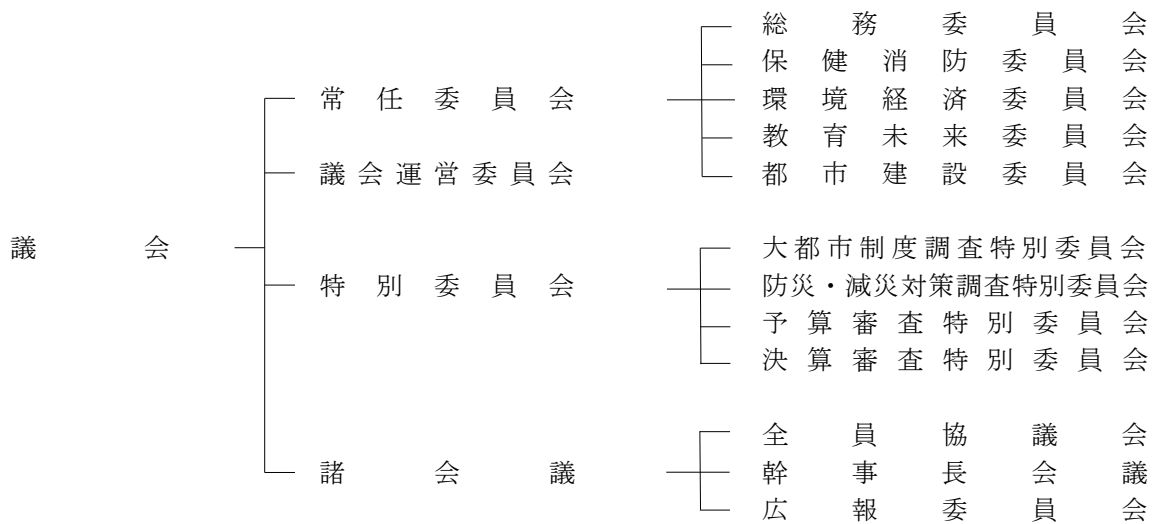 議会
常任委員会
総務委員会
保健消防委員会
環境経済委員会
教育未来委員会
都市建設委員会
議会運営委員会
特別委員会
大都市制度調査特別委員会
防災・減災対策調査特別委員会
予算審査特別委員会
決算審査特別委員会
諸会議
全員協議会
幹事長会議
広報委員会